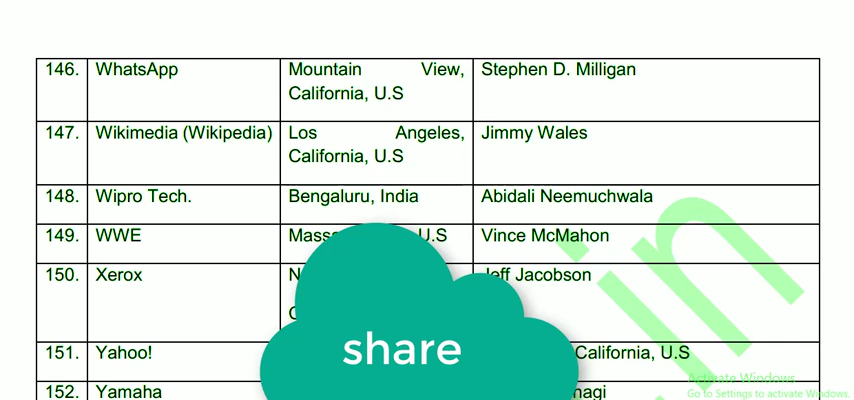 146. WhatsApp Mountain View, Stephen D. Milligan
California, U.S
147. Wikimedia (Wikipedia) Los Angeles, Jimmy Wales
California, U.S
148. Wipro Tech. Bengaluru, India Abidali Neemuchwala
149. WWE U.S Vince McMahon
150. Xerox Jeff Jacobson
share
151. Yahoo! California, U.S
152. Yamaha
in
Activate Windows
Go to Settings to activate Windows.